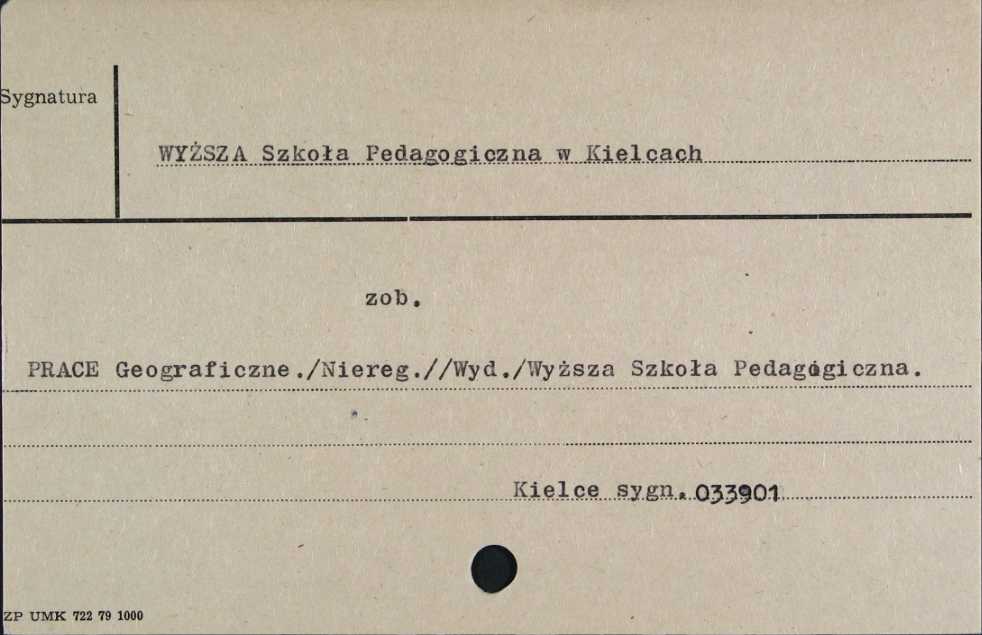 Sygnatura
WYŻSZA Szkoła Pedagogiczna w Kielcach
zob.
PRACE Geograficzne./Niereg.//Wyd./Wyższa Szkoła Pedagogiczna.
Kielce sygn. 033901
ZP UMK 722 79 1000